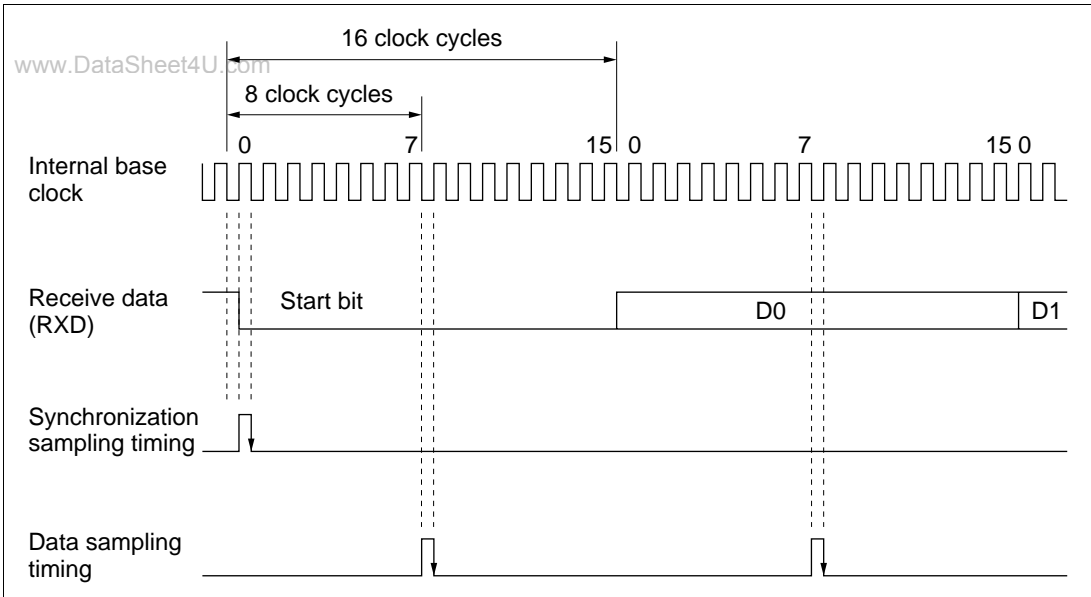 16 clock cycles
www.DataSheet4U.com
8 clock cycles
0 7 15 0 7 15 0
Internal base
clock
Receive data
(RXD)
Start bit D0 D1
Synchronization
sampling timing
Data sampling
timing